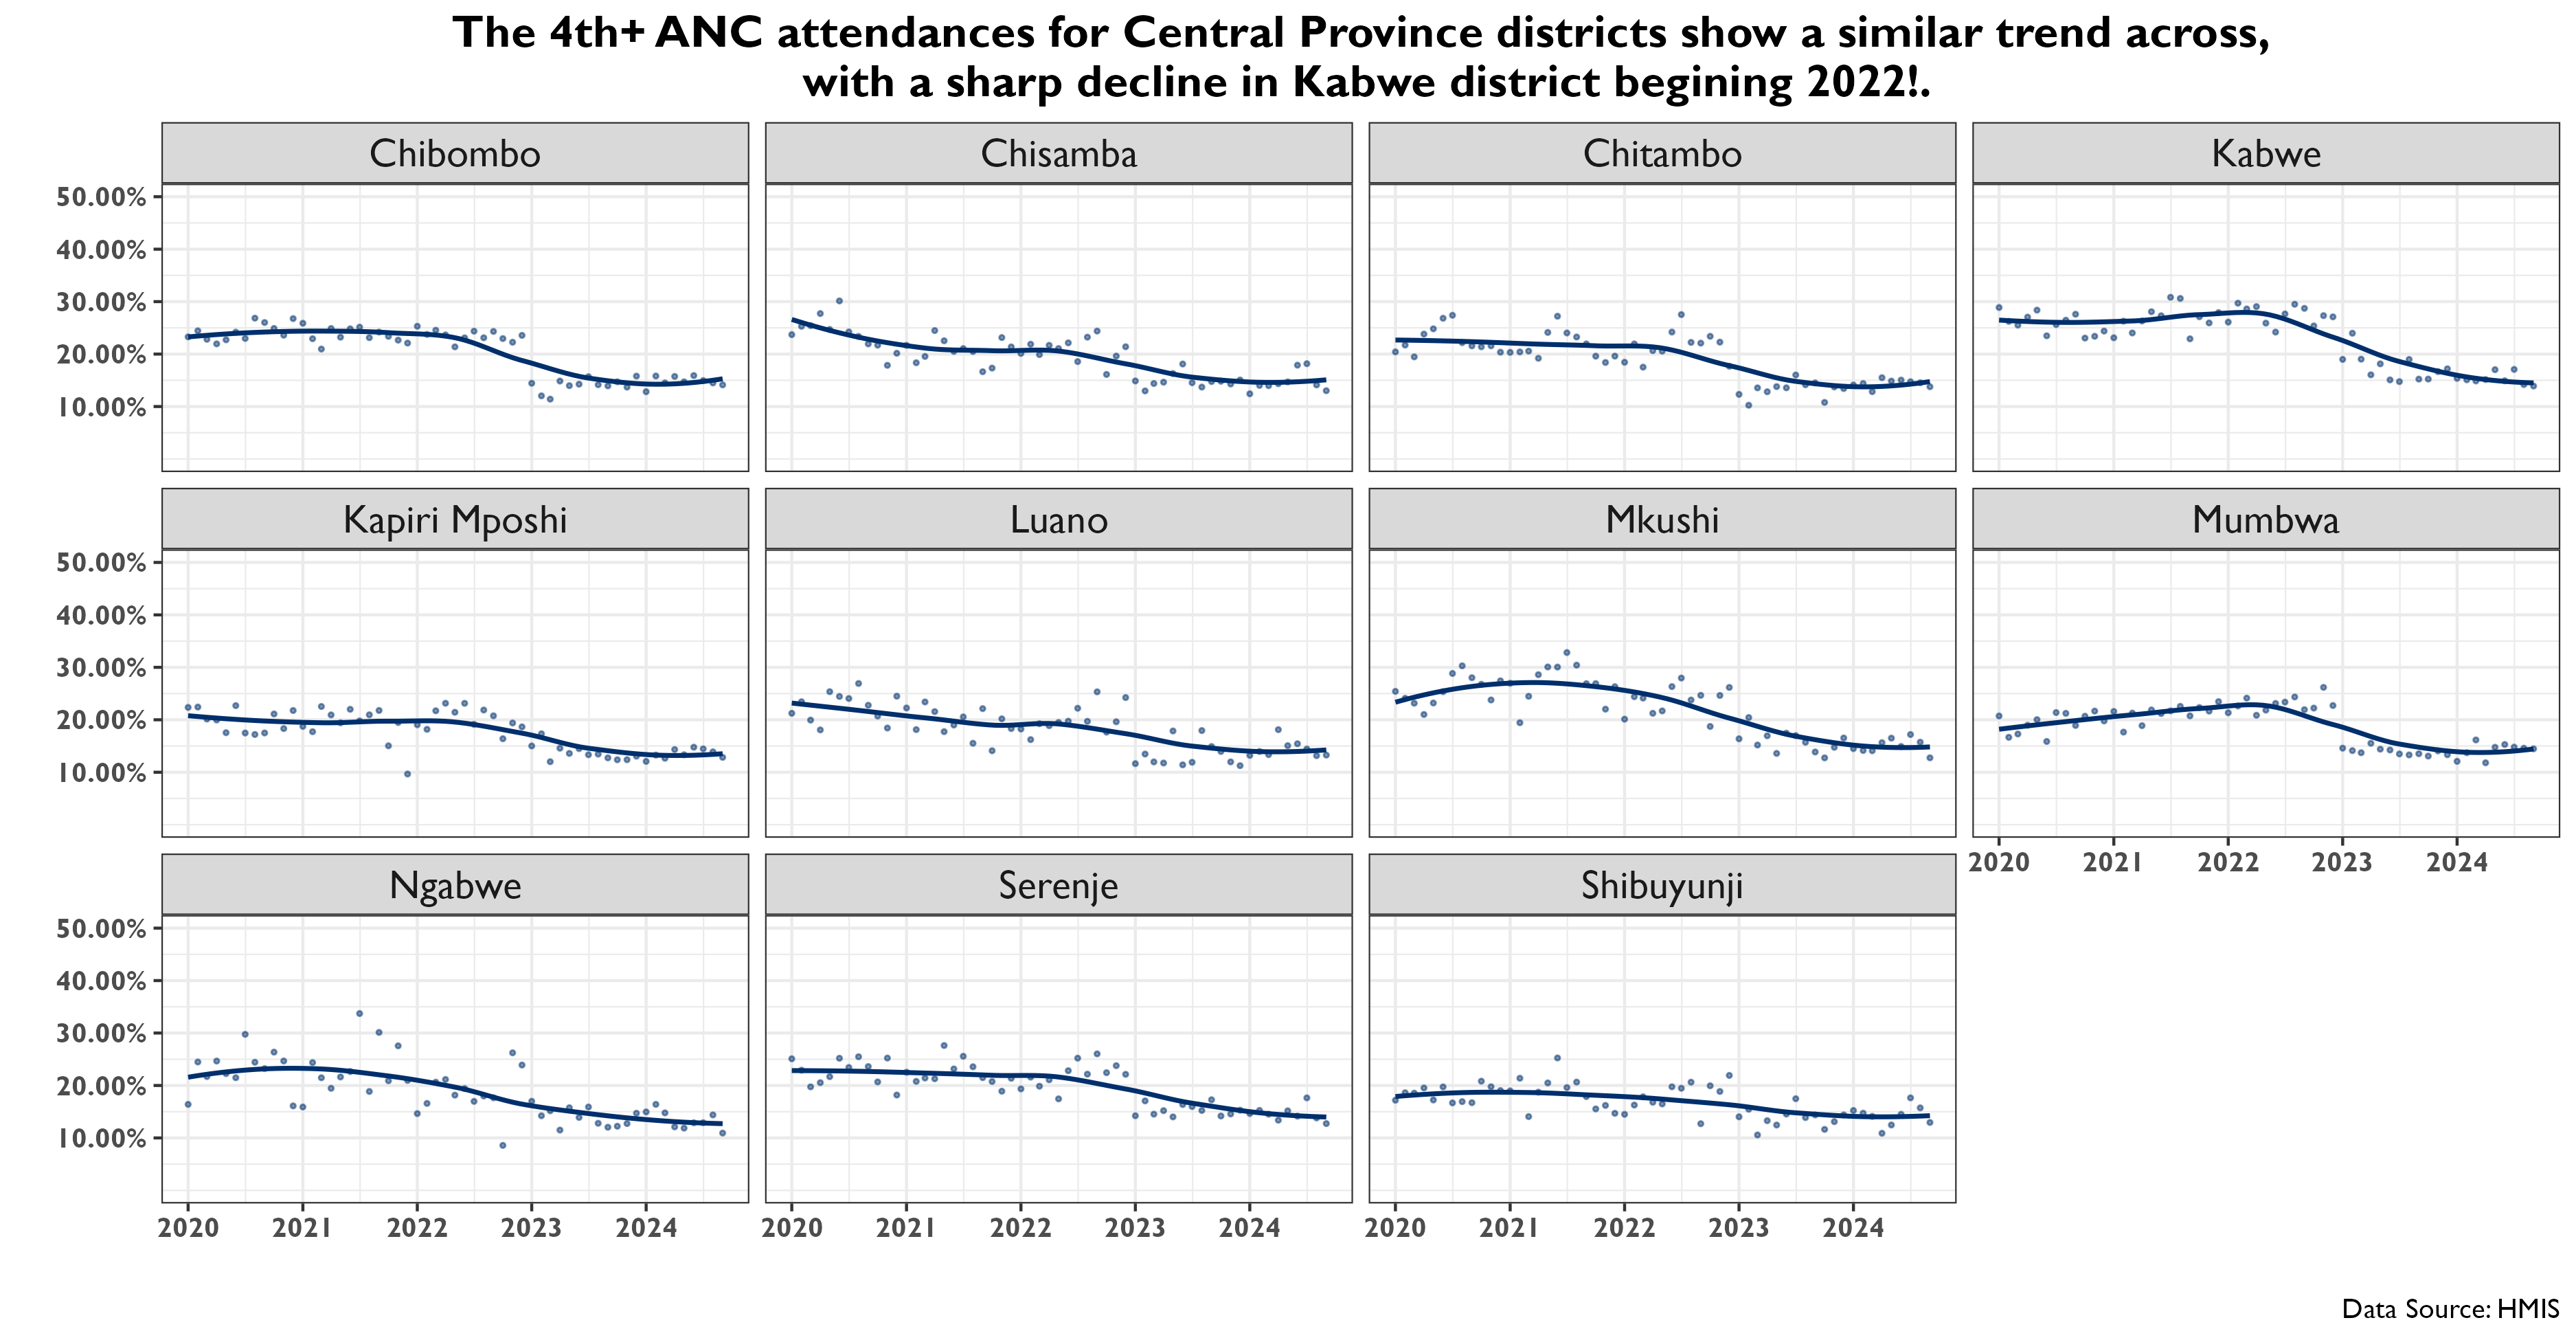 The 4th+ ANC attendances for Central Province districts show a similar trend across,
with a sharp decline in Kabwe district begining 2022!.
Chibombo
Chisamba
Chitambo
Kabwe
50.00%
40.00%
30.00%
20.00%
10.00%
Kapiri Mposhi
Luano
Mkushi
Mumbwa
50.00%
40.00%
30.00%
20.00%
10.00%
2020 2021 2022 2023 2024
Ngabwe
Serenje
Shibuyunji
50.00%
40.00%
30.00%
20.00%
10.00%
2020 2021 2022 2023 2024
2020 2021 2022 2023 2024
2020 2021 2022 2023 2024
Data Source: HMIS